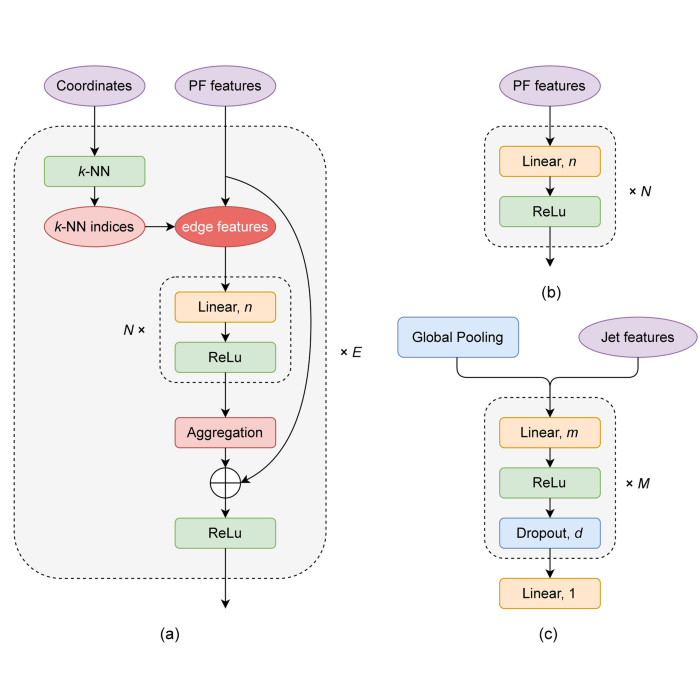 Coordinates
PF features
k-NN
k-NN indices
edge features
Linear, n
N ×
ReLu
× E
Aggregation
ReLu
(a)
PF features
Linear, n
× N
ReLu
(b)
Global Pooling
Jet features
Linear, m
ReLu
× M
Dropout, d
Linear, 1
(c)